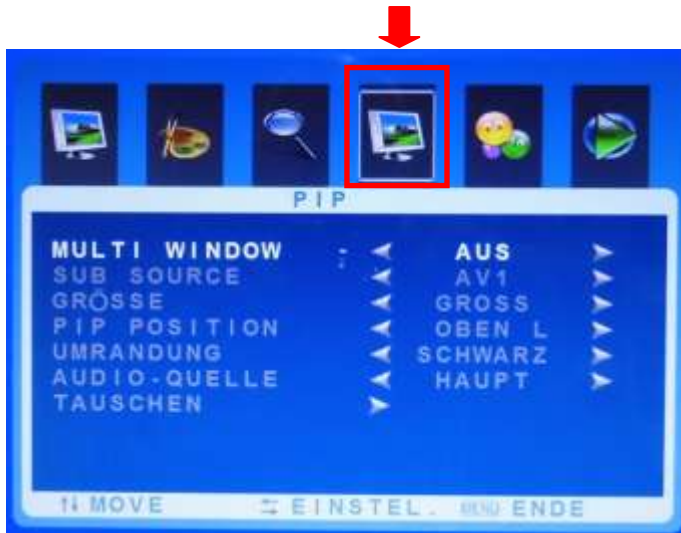 PIP
MULTI WINDOW : AUS
SUB SOURCE AV1
GRÖSSE GROSS
PIP POSITION OBEN L
UMRANDUNG SCHWARZ
AUDIO-QUELLE HAUPT
TAUSCHEN
MOVE EINSTEL. MENU ENDE